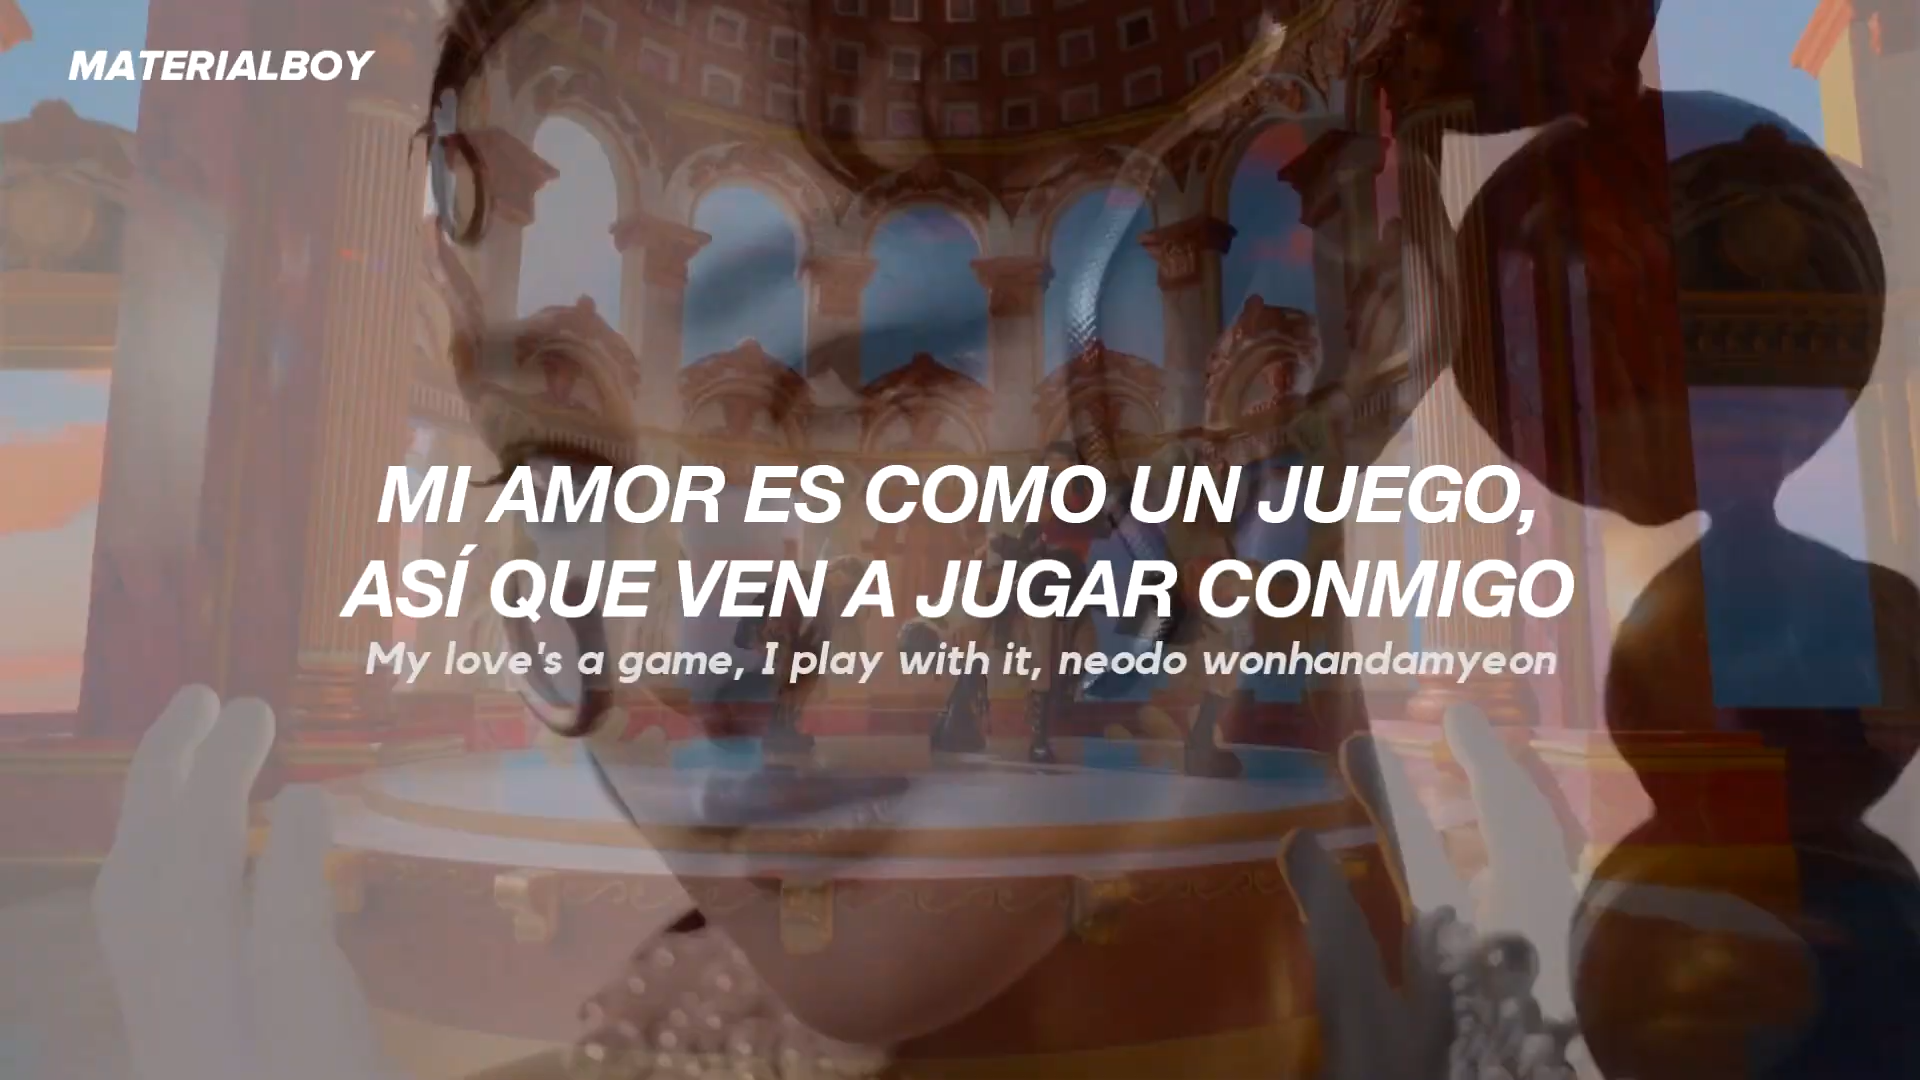 MATERIALBOY
MI AMOR ES COMO UN JUEGO,
ASÍ QUE VEN A JUGAR CONMIGO
My love's a game, I play with it, neodo wonhandamyeon